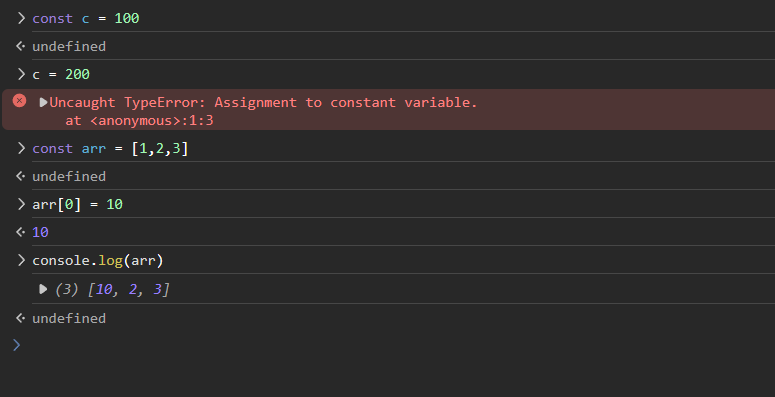 const c = 100
undefined
c = 200
Uncaught TypeError: Assignment to constant variable.
at <anonymous>:1:3
const arr = [1,2,3]
undefined
arr[0] = 10
10
console.log(arr)
(3) [10, 2, 3]
undefined